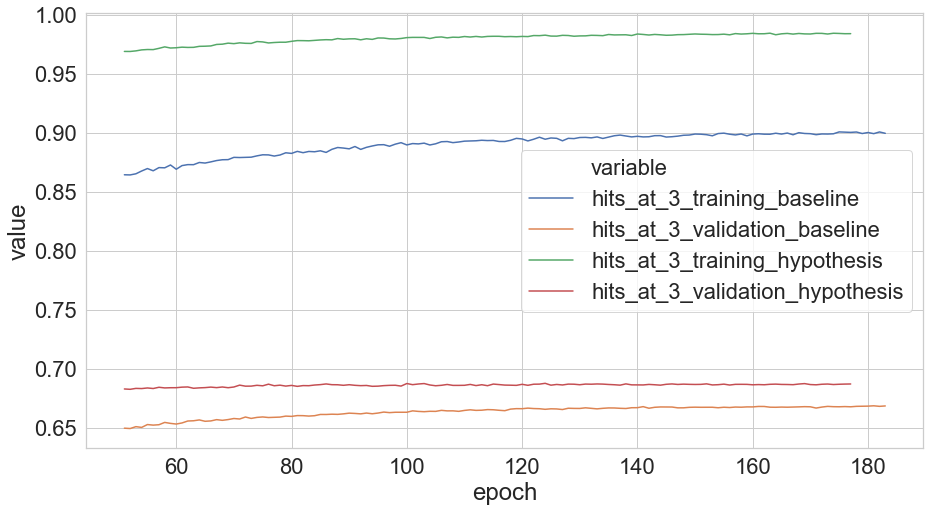 1.00
0.95
0.90
0.85
0.80
0.75
0.70
0.65
value
variable
hits_at_3_training_baseline
hits_at_3_validation_baseline
hits_at_3_training_hypothesis
hits_at_3_validation_hypothesis
60 80 100 120 140 160 180
epoch